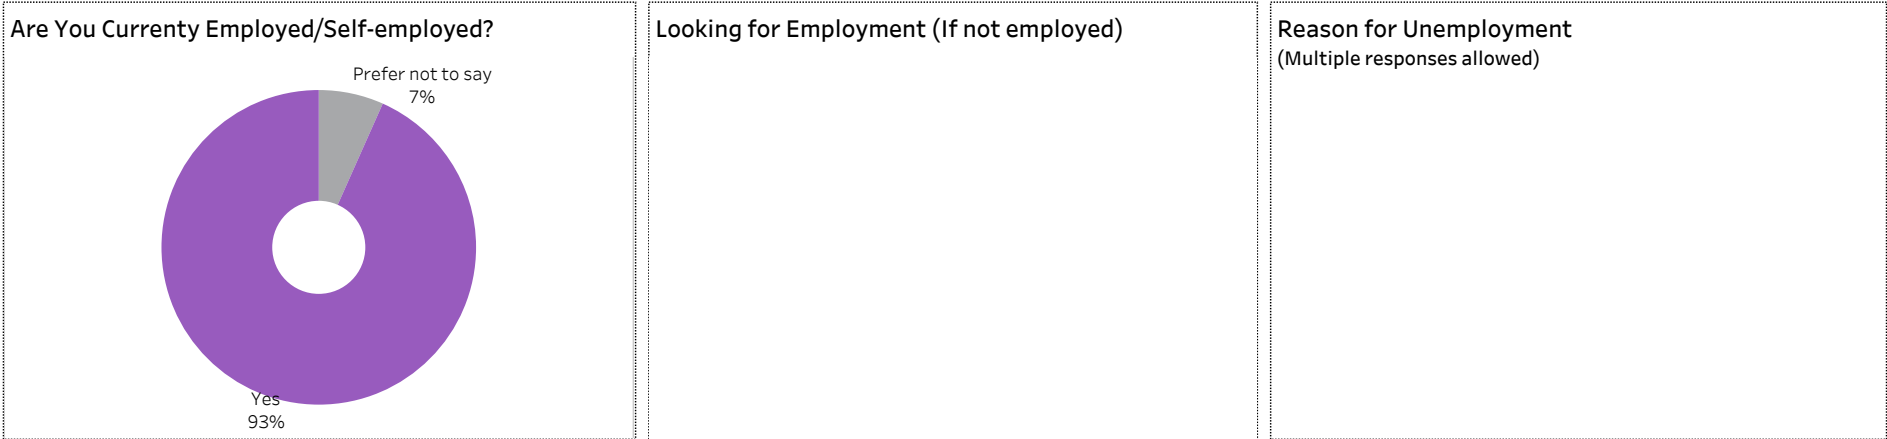 Are You Currenty Employed/Self-employed?
Prefer not to say
7%
Yes
93%
Looking for Employment (If not employed)
Reason for Unemployment
(Multiple responses allowed)